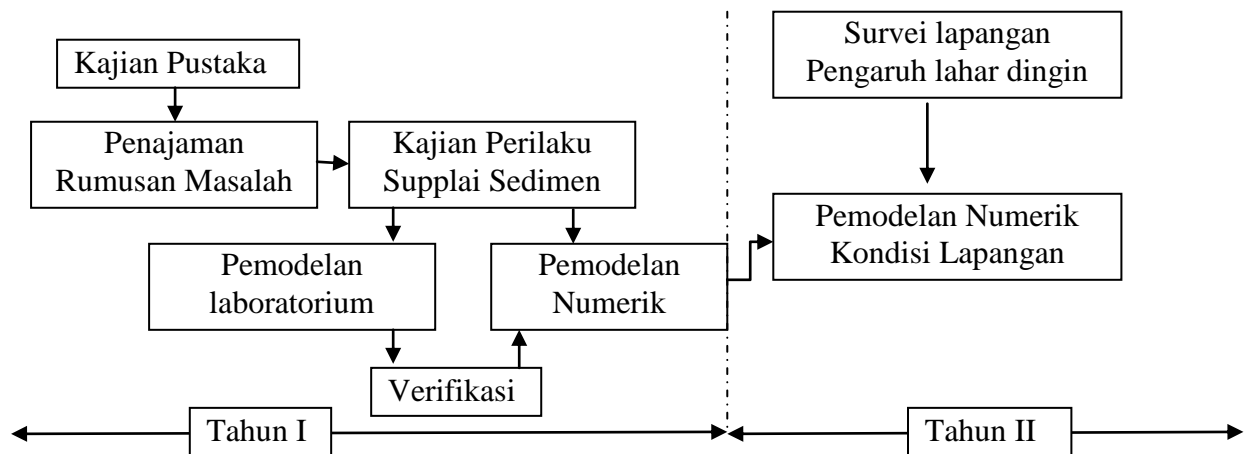 Kajian Pustaka
Penajaman
Rumusan Masalah
Kajian Perilaku
Supplai Sedimen
Pemodelan
laboratorium
Pemodelan
Numerik
Verifikasi
Tahun I
Survei lapangan
Pengaruh lahar dingin
Pemodelan Numerik
Kondisi Lapangan
Tahun II